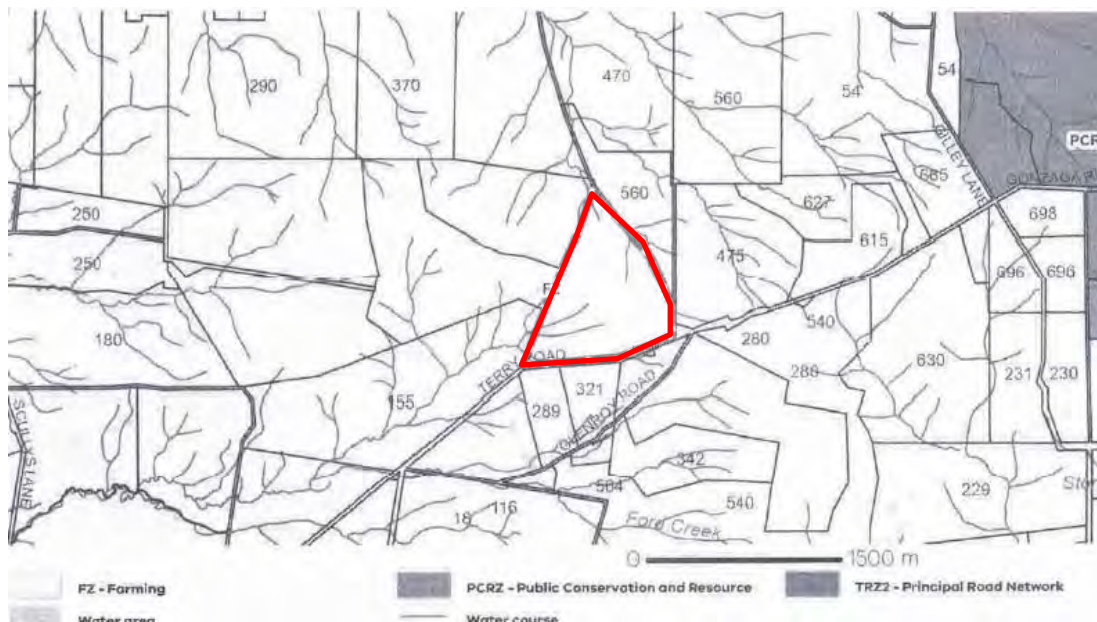 290
370
470
560
54
54
PCR
GONZAGA R
250
250
560
627
665
615
698
475
696
696
180
280
540
TERRY ROAD
280
630
155
289
321
231
230
GLENROY ROAD
SCULLYS LANE
342
504
540
229
18
116
Ford Creek
0
1500 m
FZ - Farming
PCRZ - Public Conservation and Resource
TRZ2 - Principal Road Network
Water area
Water course